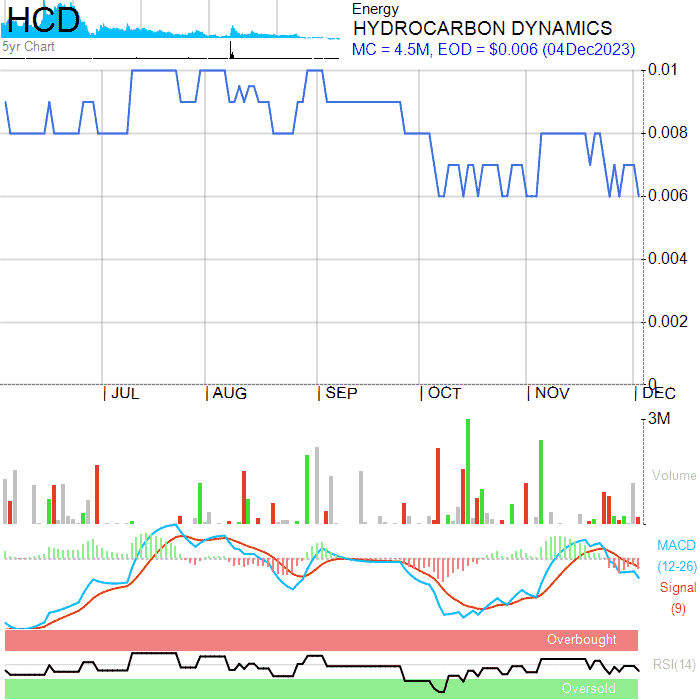 HCD
5yr Chart
Energy
HYDROCARBON DYNAMICS
MC = 4.5M, EOD = $0.006 (04Dec2023)
0.01
0.008
0.006
0.004
0.002
0
JUL AUG SEP OCT NOV DEC
3M
Volume
MACD
(12-26)
Signal
(9)
Overbought
RSI(14)
Oversold